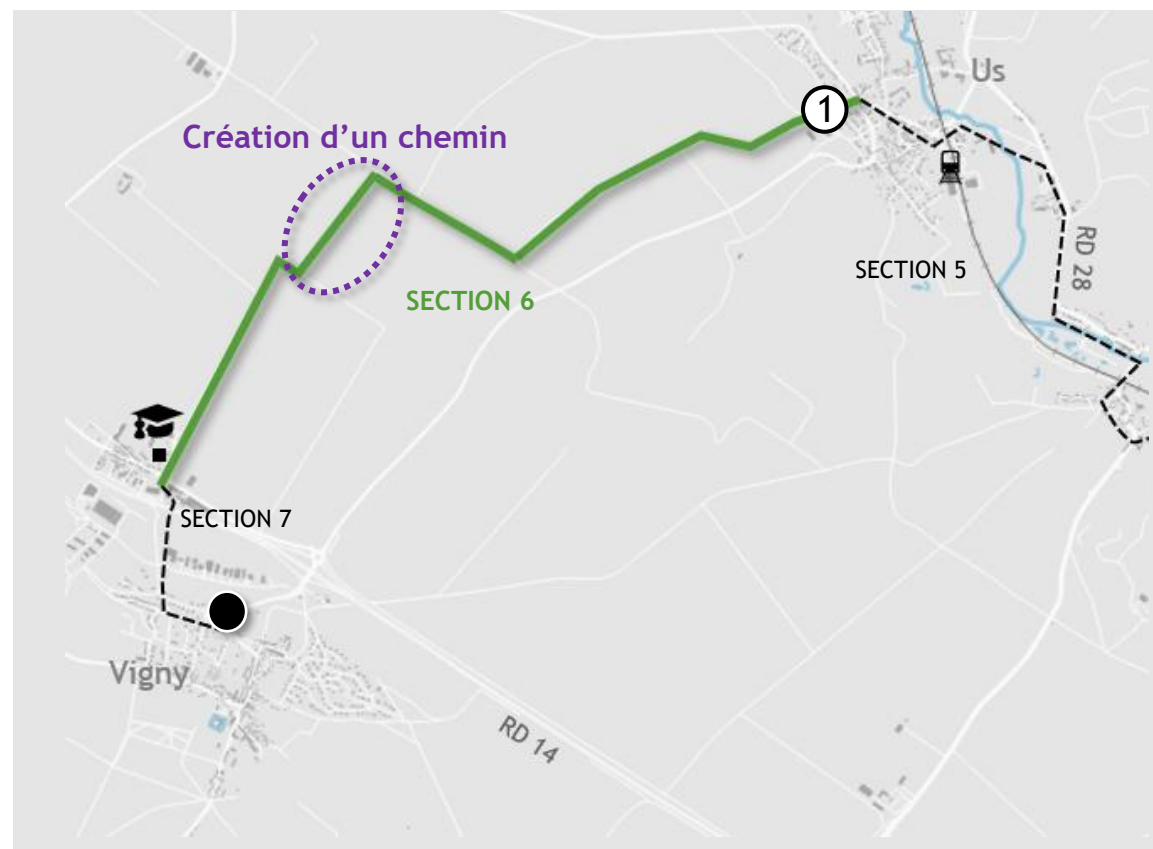 Us
1
Création d'un chemin
RD 28
SECTION 5
SECTION 6
SECTION 7
Vigny
RD 14